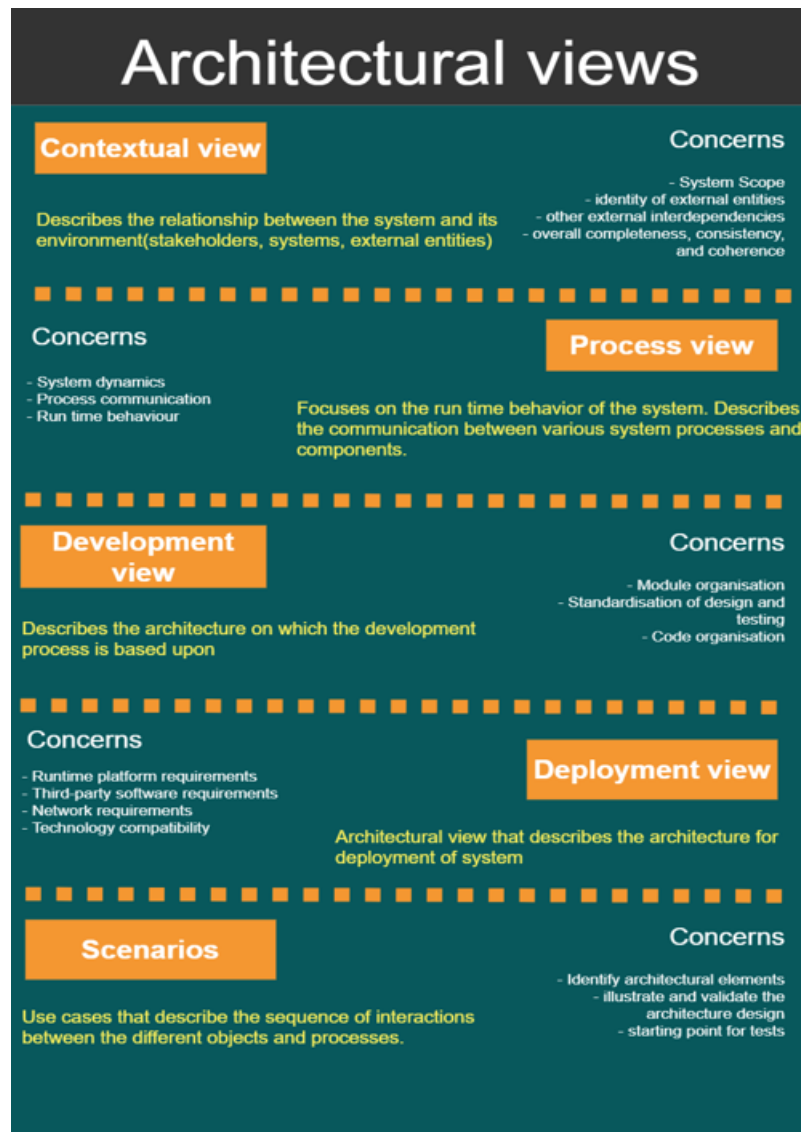 Architectural views
Contextual view
Describes the relationship between the system and its
environment(stakeholders, systems, external entities)
Concerns
- System Scope
- identity of external entities
- other external interdependencies
- overall completeness, consistency,
and coherence
Concerns
- System dynamics
- Process communication
- Run time behaviour
Process view
Focuses on the run time behavior of the system. Describes
the communication between various system processes and
components.
Development
view
Describes the architecture on which the development
process is based upon
Concerns
- Module organisation
- Standardisation of design and
testing
- Code organisation
Concerns
- Runtime platform requirements
- Third-party software requirements
- Network requirements
- Technology compatibility
Deployment view
Architectural view that describes the architecture for
deployment of system
Scenarios
Use cases that describe the sequence of interactions
between the different objects and processes.
Concerns
- Identify architectural elements
- illustrate and validate the
architecture design
- starting point for tests